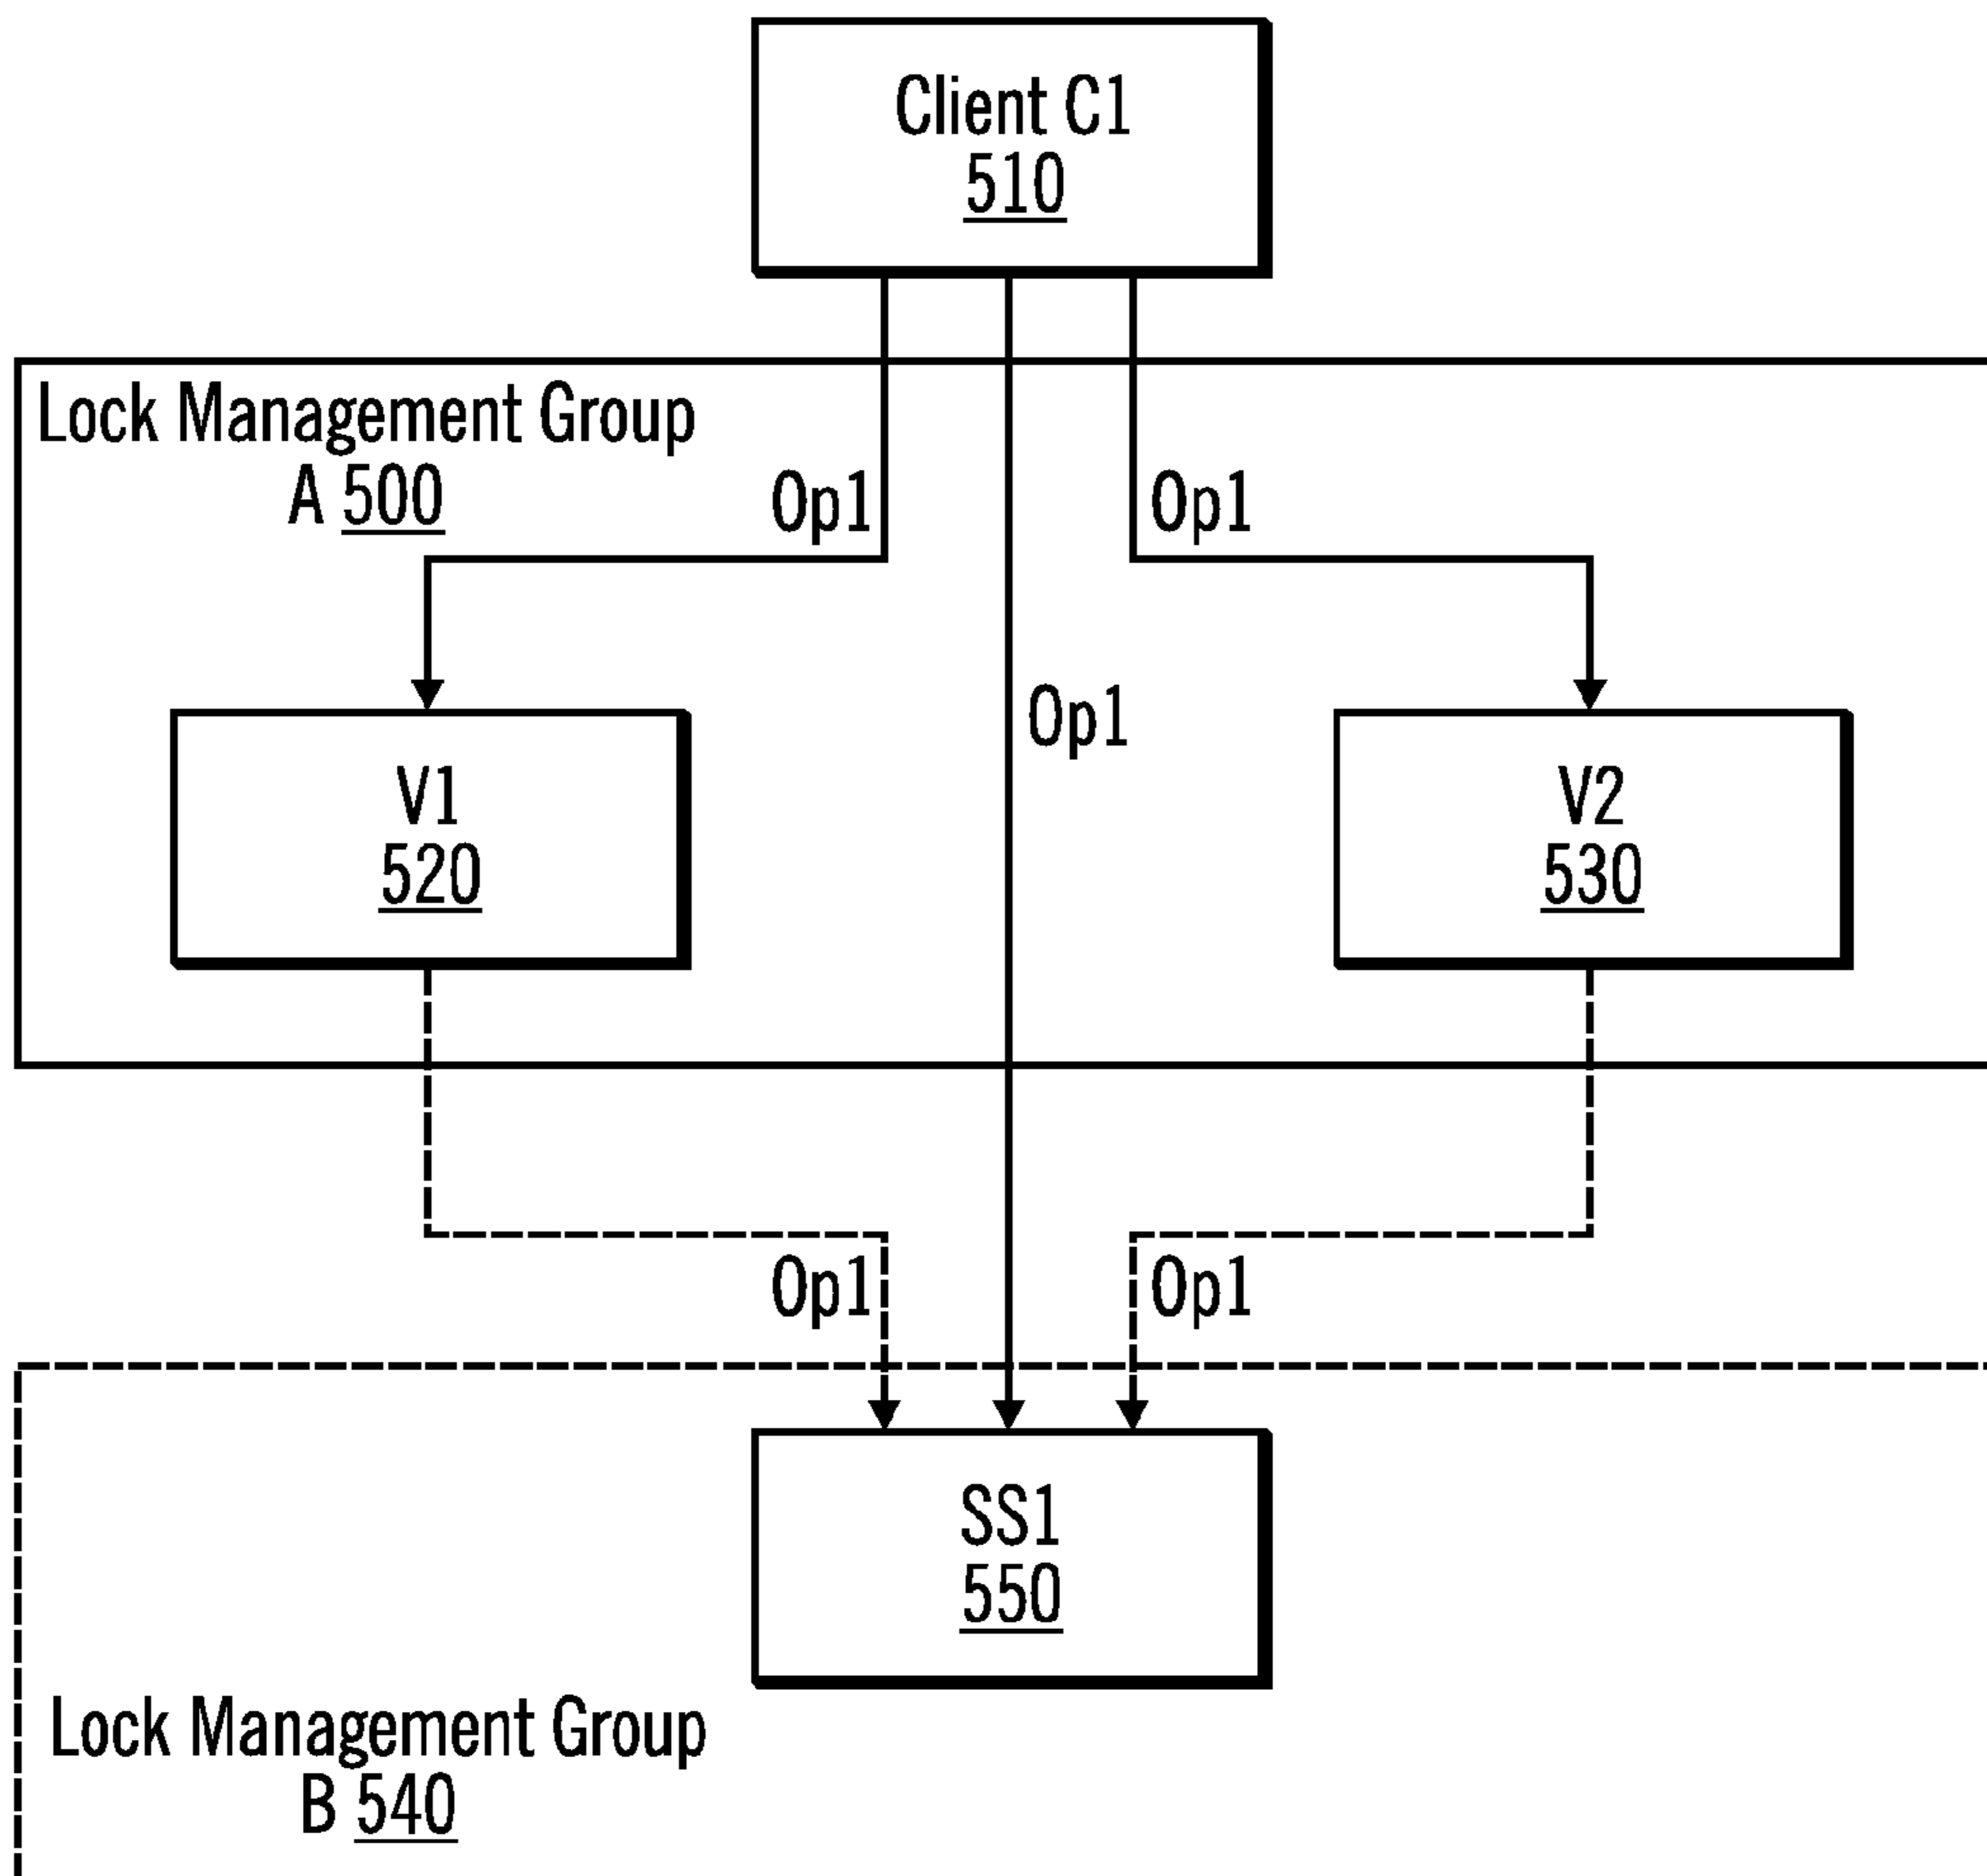 Client C1
510
Lock Management Group
A 500
Op1
Op1
Op1
V1
520
V2
530
Op1
Op1
SS1
550
Lock Management Group
B 540